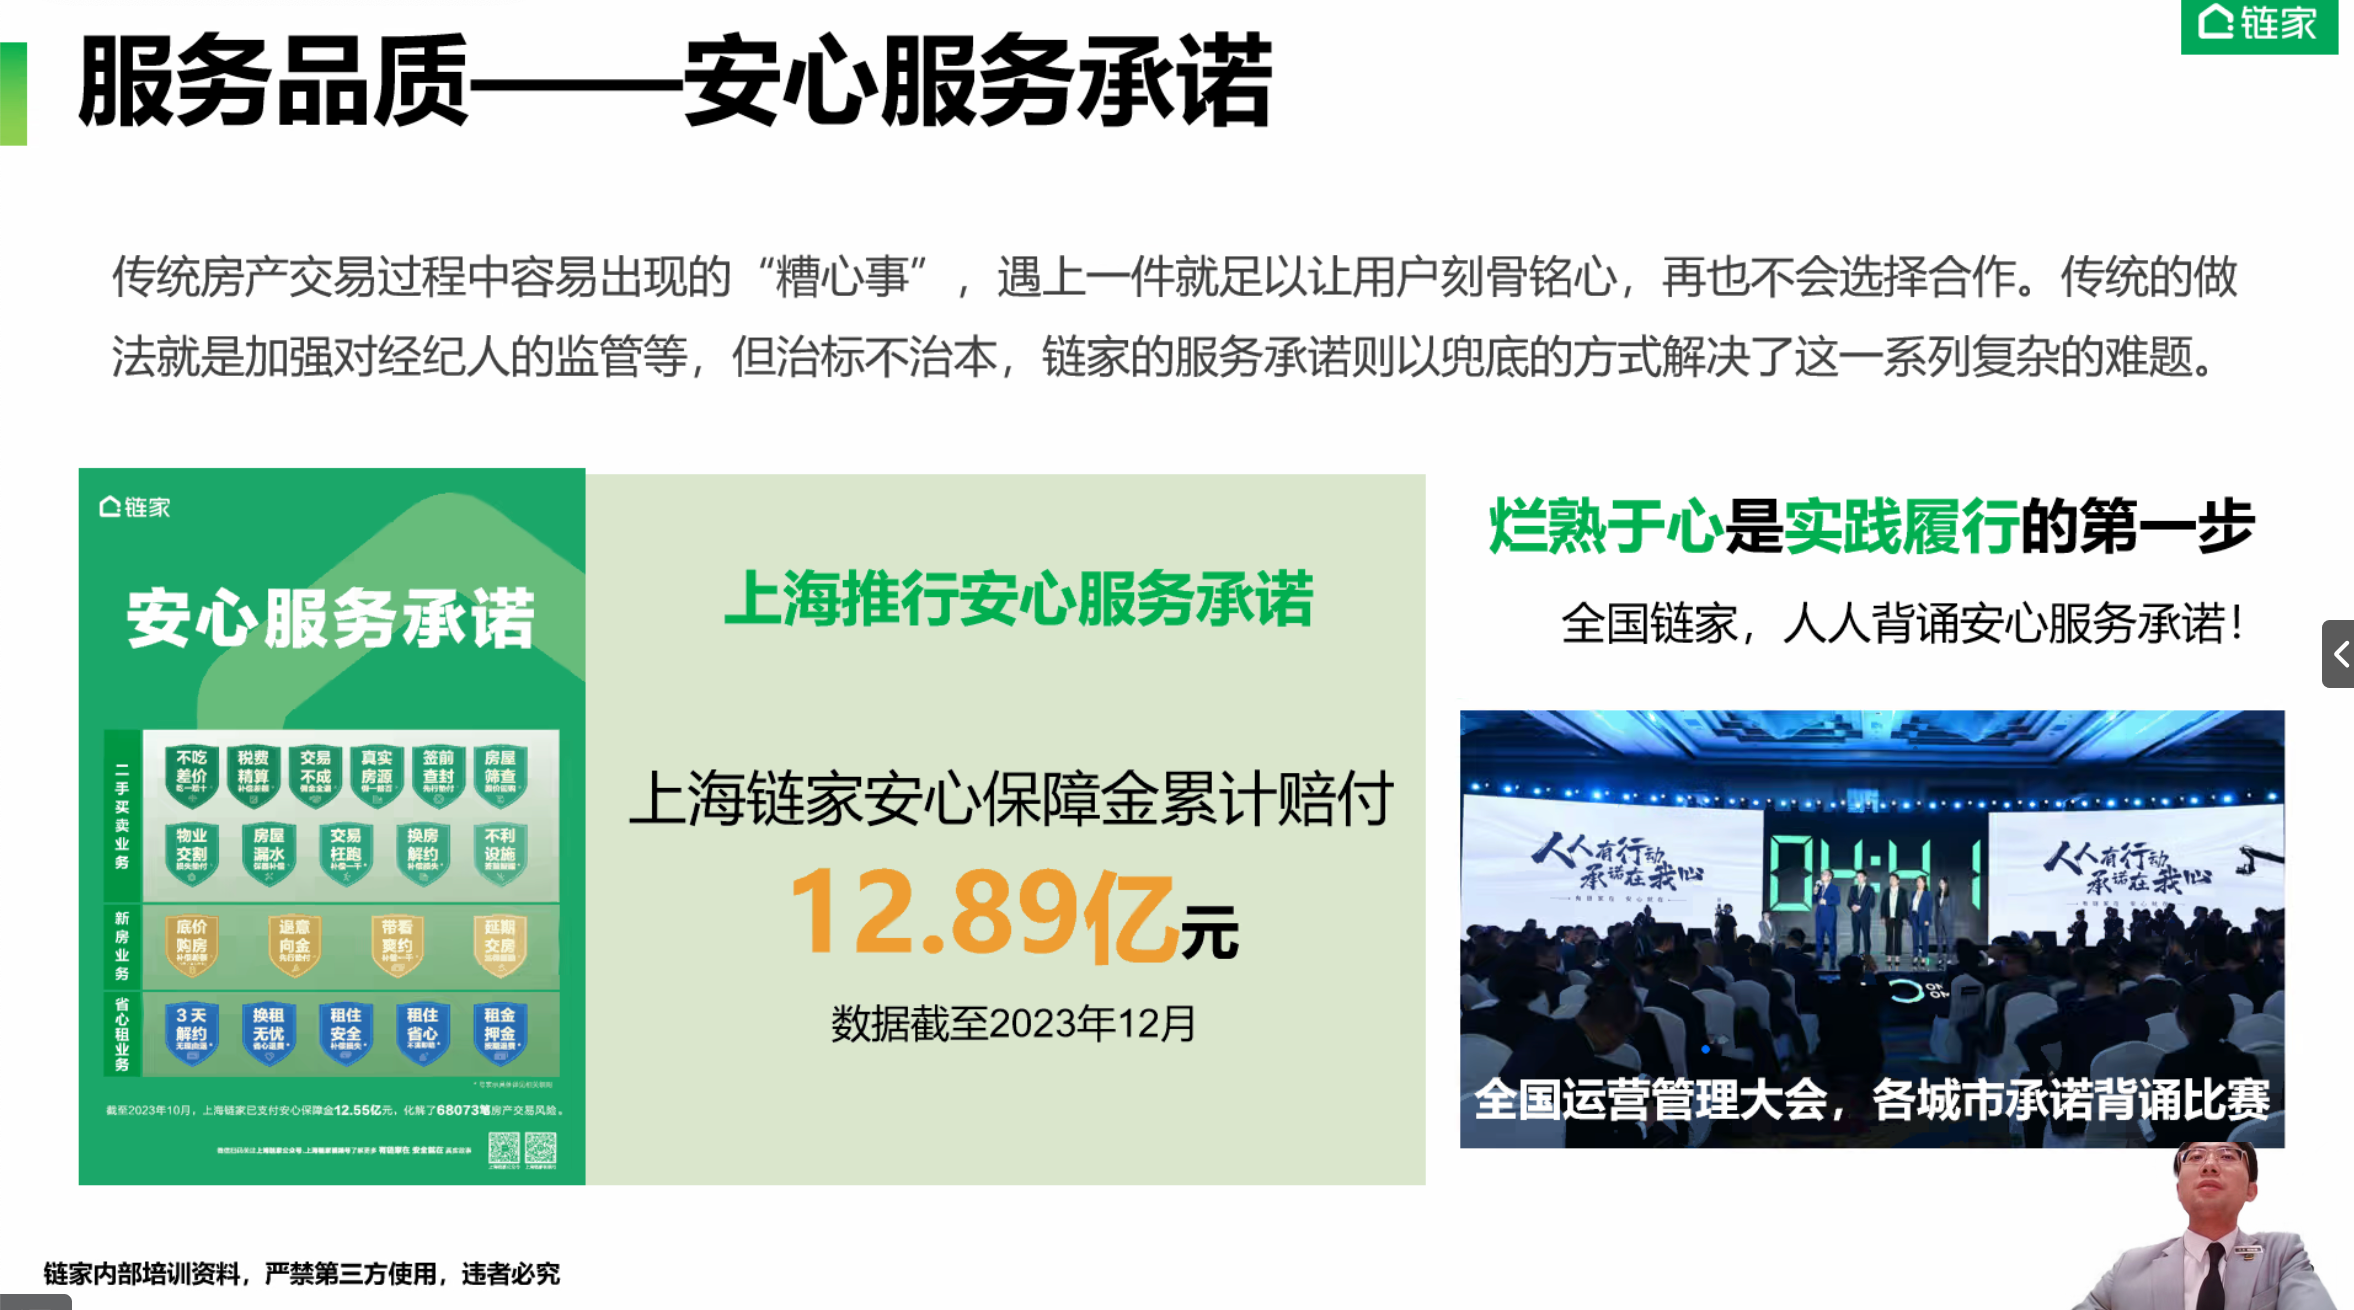 链家
服务品质——安心服务承诺
传统房产交易过程中容易出现的“糟心事”，遇上一件就足以让用户刻骨铭心，再也不会选择合作。传统的做
法就是加强对经纪人的监管等，但治标不治本，链家的服务承诺则以兜底的方式解决了这一系列复杂的难题。
链家
安心服务承诺
二手买卖业务
不吃差价
税费精算
交易不成
真实房源
签前查封
房屋筛查
物业交割
房屋漏水
交易枉跑
换房解约
不利设施
新房业务
底价购房
退意向金
带看爽约
延期交房
省心租业务
3天解约
换租无忧
租住安全
租住省心
租金押金
截至2023年10月，上海链家已支付安心保障金12.55亿元，化解了68073笔房产交易风险。
上海推行安心服务承诺
上海链家安心保障金累计赔付
12.89亿元
数据截至2023年12月
烂熟于心是实践履行的第一步
全国链家，人人背诵安心服务承诺！
人人有行动
承诺在我心
04:41
人人有行动
承诺在我心
全国运营管理大会，各城市承诺背诵比赛
链家内部培训资料，严禁第三方使用，违者必究